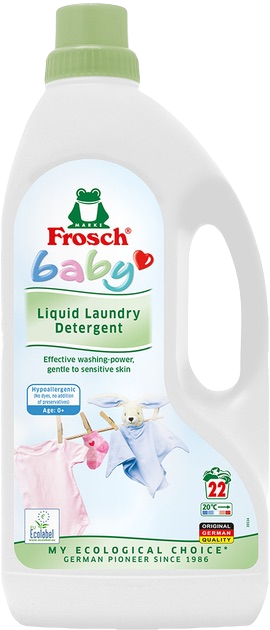 MARKE
Frosch®
baby
Liquid Laundry
Detergent
Effective washing-power,
gentle to sensitive skin
Hypoallergenic
(No dyes, no addition
of preservatives)
Age: 0+
22
20°C
ORIGINAL
GERMAN
QUALITY
Ecolabel
MY ECOLOGICAL CHOICE*
GERMAN PIONEER SINCE 1986